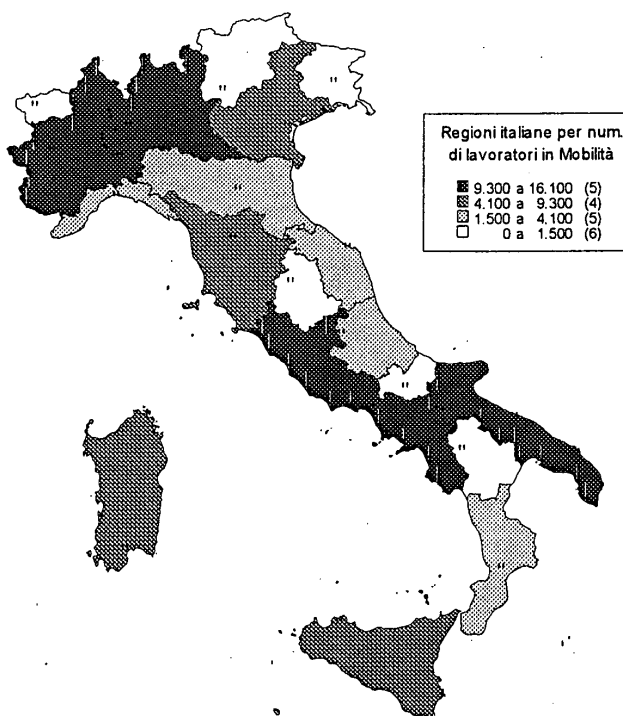 Regioni italiane per num.
di lavoratori in Mobilità
9.300 a 16.100 (5)
4.100 a 9.300 (4)
1.500 a 4.100 (5)
0 a 1.500 (6)